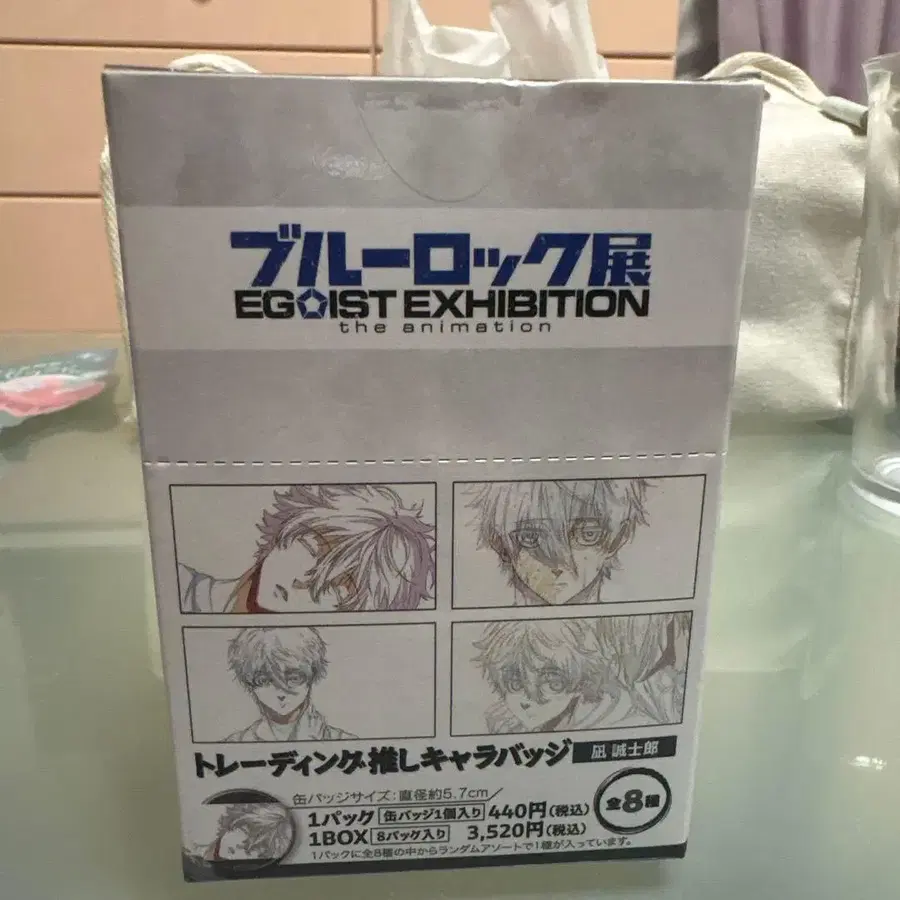 ブルーロック展
EGOIST EXHIBITION
the animation
トレーディング推しキャラバッジ 凪 誠士郎
缶バッジサイズ:直径約5.7cm
1パック 缶バッジ1個入り 440円(税込)
1BOX 8パック入り 3,520円(税込)
全8種
1パックに全8種の中からランダムアソートで1種が入っています。